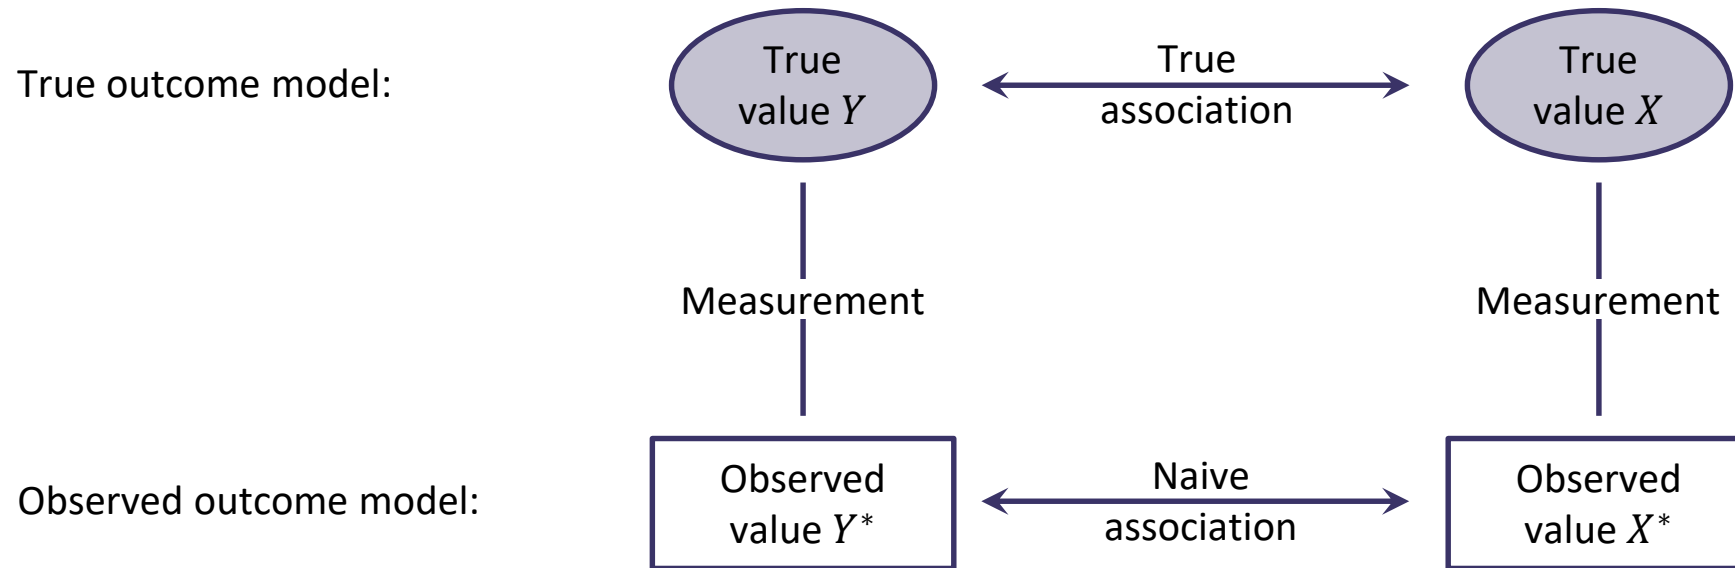 True outcome model:
True
value Y
True
association
True
value X
Measurement
Measurement
Observed outcome model:
Observed
value Y*
Naive
association
Observed
value X*